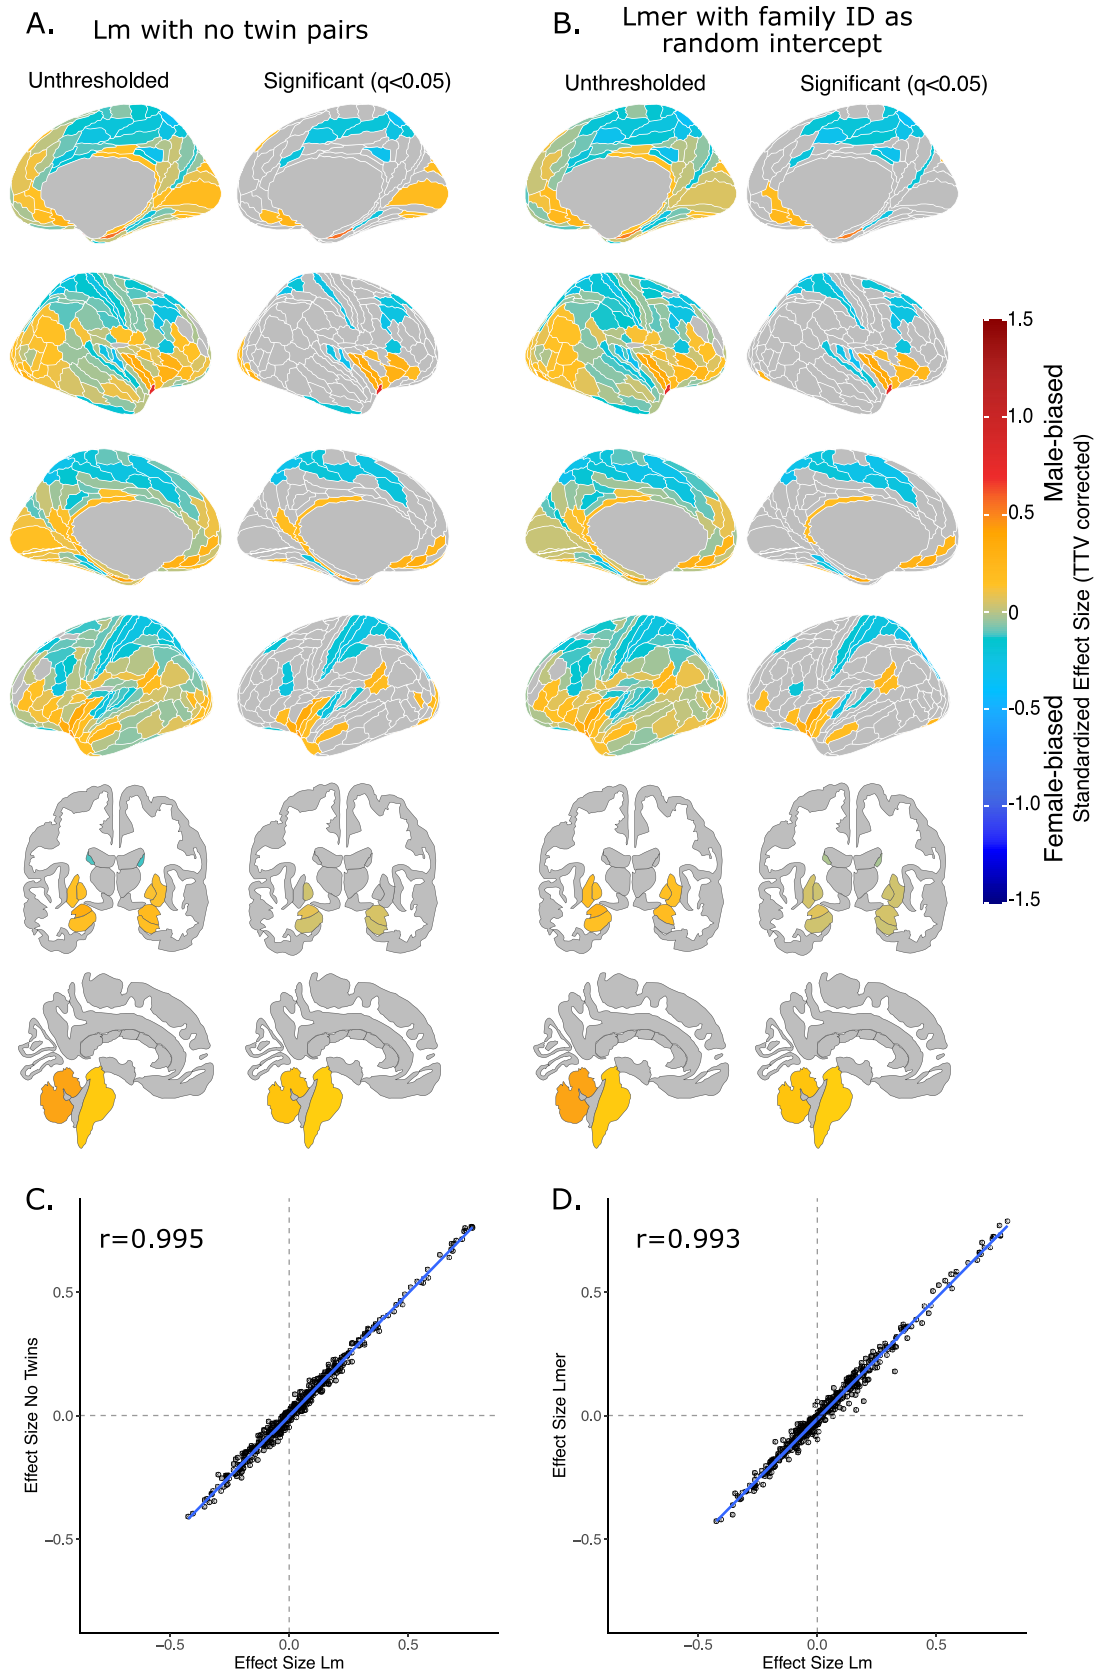 A. Lm with no twin pairs
B. Lmer with family ID as
random intercept
Unthresholded
Significant (q<0.05)
Unthresholded
Significant (q<0.05)
1.5
1.0
0.5
0
-0.5
-1.0
-1.5
Male-biased
Female-biased
Standardized Effect Size (TTV corrected)
C.
r=0.995
0.5
0.0
−0.5
Effect Size No Twins
−0.5
0.0
0.5
Effect Size Lm
D.
r=0.993
0.5
0.0
−0.5
Effect Size Lmer
−0.5
0.0
0.5
Effect Size Lm